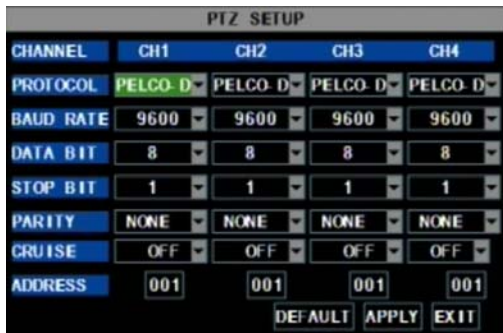 PTZ SETUP
CHANNEL CH1 CH2 CH3 CH4
PROTOCOL PELCO-D PELCO-D PELCO-D PELCO-D
BAUD RATE 9600 9600 9600 9600
DATA BIT 8 8 8 8
STOP BIT 1 1 1 1
PARITY NONE NONE NONE NONE
CRUISE OFF OFF OFF OFF
ADDRESS 001 001 001 001
DEFAULT APPLY EXIT